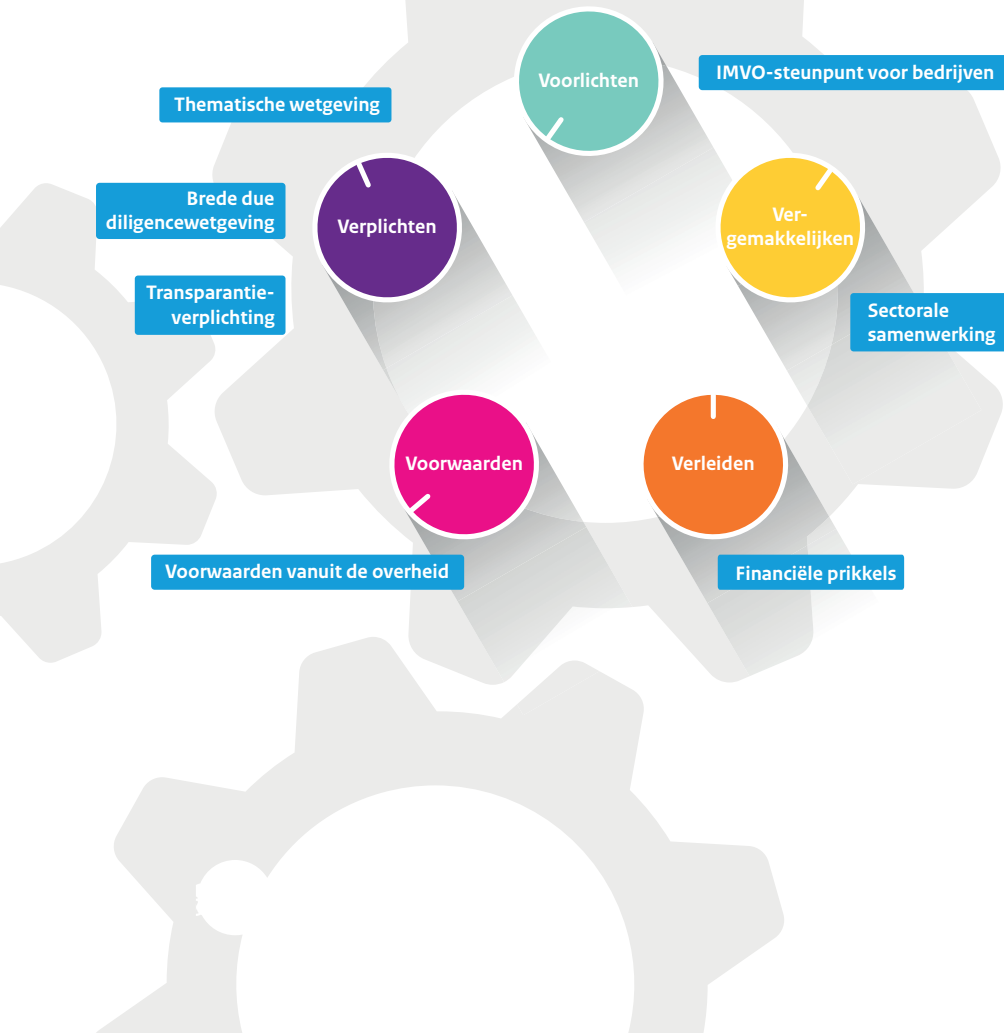 Voorlichten
IMVO-steunpunt voor bedrijven
Thematische wetgeving
Verplichten
Brede due
diligencewetgeving
Transparantie-
verplichting
Ver-
gemakkelijken
Sectorale
samenwerking
Voorwaarden
Voorwaarden vanuit de overheid
Verleiden
Financiële prikkels